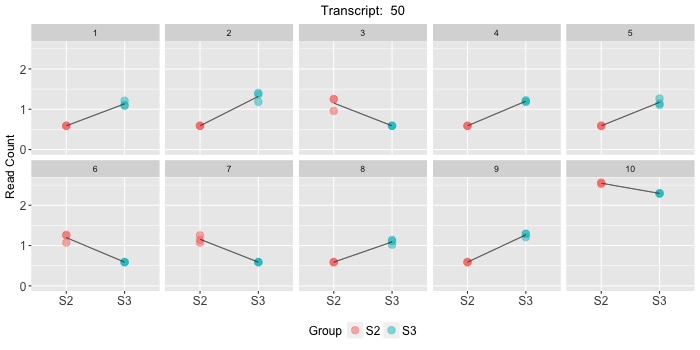 Transcript:  50
1 2 3 4 5
2
1
0
Read Count
6 7 8 9 10
2
1
0
S2 S3 S2 S3 S2 S3 S2 S3 S2 S3
Group S2 S3